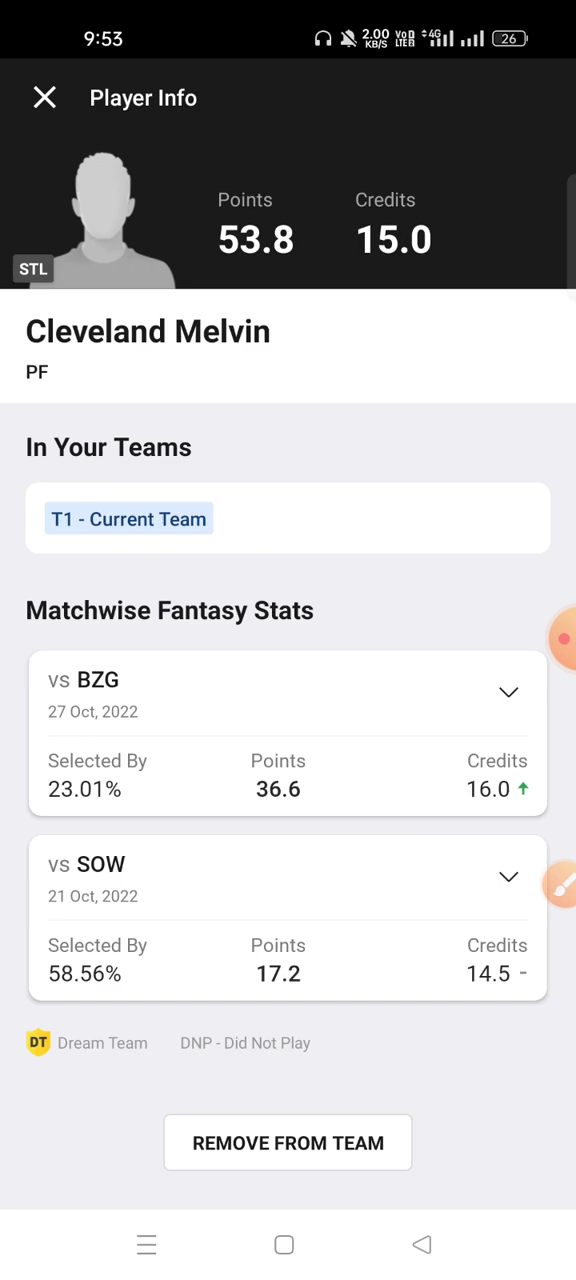 9:53
2.00 KB/S VoD LTE 4G 26
Player Info
Points Credits
53.8 15.0
STL
Cleveland Melvin
PF
In Your Teams
T1 - Current Team
Matchwise Fantasy Stats
vs BZG
27 Oct, 2022
Selected By Points Credits
23.01% 36.6 16.0
vs SOW
21 Oct, 2022
Selected By Points Credits
58.56% 17.2 14.5 -
DT Dream Team DNP - Did Not Play
REMOVE FROM TEAM